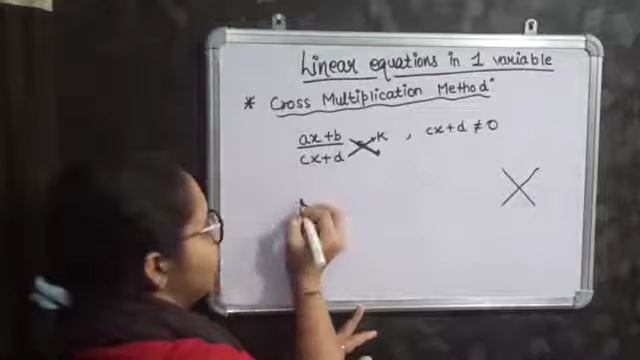 Linear equations in 1 variable
* Cross Multiplication Method
ax+b / cx+d = K , cx+d ≠ 0